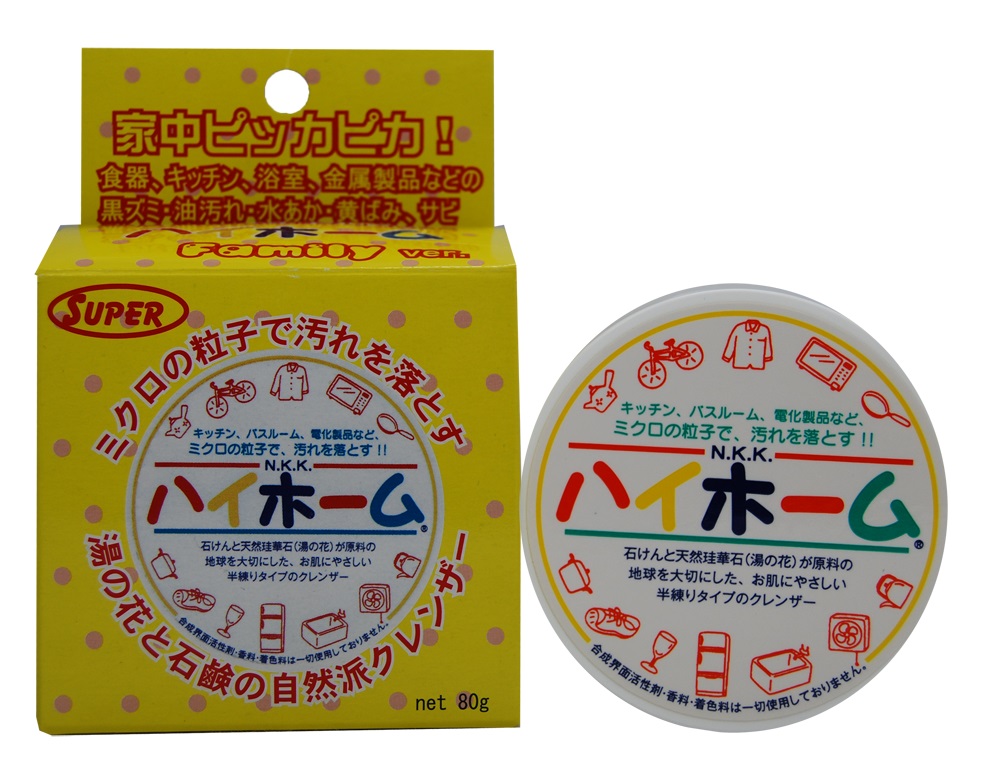 家中ピッカピカ！
食器、キッチン、浴室、金属製品などの
黒ズミ・油汚れ・水あか・黄ばみ、サビ
ハイホーム
Family ver.
SUPER
ミクロの粒子で汚れを落とす
キッチン、バスルーム、電化製品など、
ミクロの粒子で、汚れを落とす!!
N.K.K.
ハイホーム®
石けんと天然珪華石(湯の花)が原料の
地球を大切にした、お肌にやさしい
半練りタイプのクレンザー
合成界面活性剤・香料・着色料は一切使用しておりません。
湯の花と石鹸の自然派クレンザー
net 80g
キッチン、バスルーム、電化製品など、
ミクロの粒子で、汚れを落とす!!
N.K.K.
ハイホーム®
石けんと天然珪華石(湯の花)が原料の
地球を大切にした、お肌にやさしい
半練りタイプのクレンザー
合成界面活性剤・香料・着色料は一切使用しておりません。